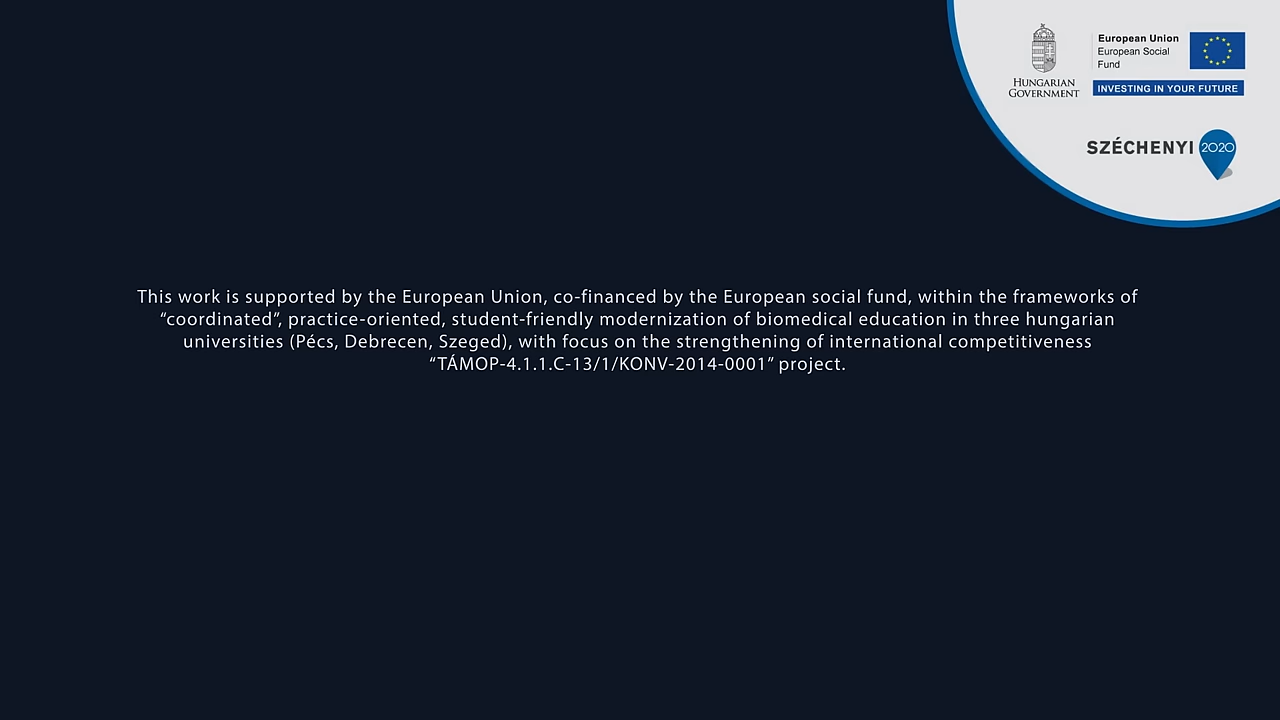 HUNGARIAN
GOVERNMENT
European Union
European Social
Fund
INVESTING IN YOUR FUTURE
SZÉCHENYI 2020
This work is supported by the European Union, co-financed by the European social fund, within the frameworks of
“coordinated”, practice-oriented, student-friendly modernization of biomedical education in three hungarian
universities (Pécs, Debrecen, Szeged), with focus on the strengthening of international competitiveness
“TÁMOP-4.1.1.C-13/1/KONV-2014-0001” project.